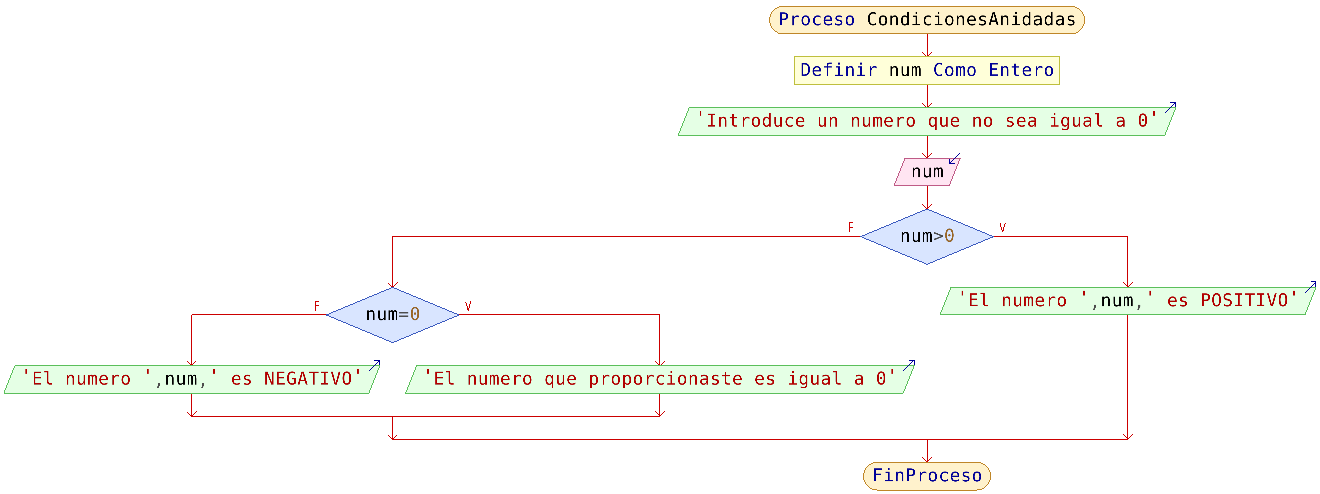 Proceso CondicionesAnidadas
Definir num Como Entero
'Introduce un numero que no sea igual a 0'
num
F
num>0
V
'El numero ',num,' es POSITIVO'
F
num=0
V
'El numero ',num,' es NEGATIVO'
'El numero que proporcionaste es igual a 0'
FinProceso